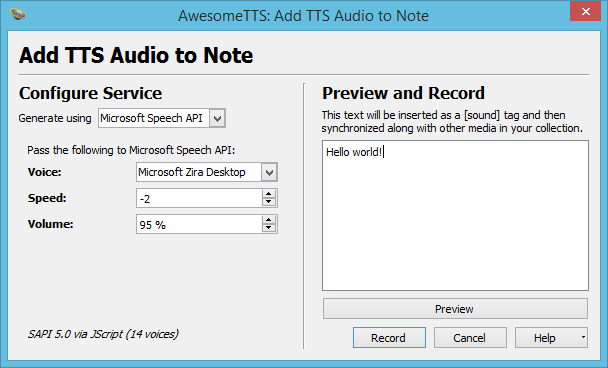 AwesomeTTS: Add TTS Audio to Note
Add TTS Audio to Note
Configure Service
Generate using Microsoft Speech API
Pass the following to Microsoft Speech API:
Voice: Microsoft Zira Desktop
Speed: -2
Volume: 95 %
SAPI 5.0 via JScript (14 voices)
Preview and Record
This text will be inserted as a [sound] tag and then
synchronized along with other media in your collection.
Hello world!
Preview
Record Cancel Help